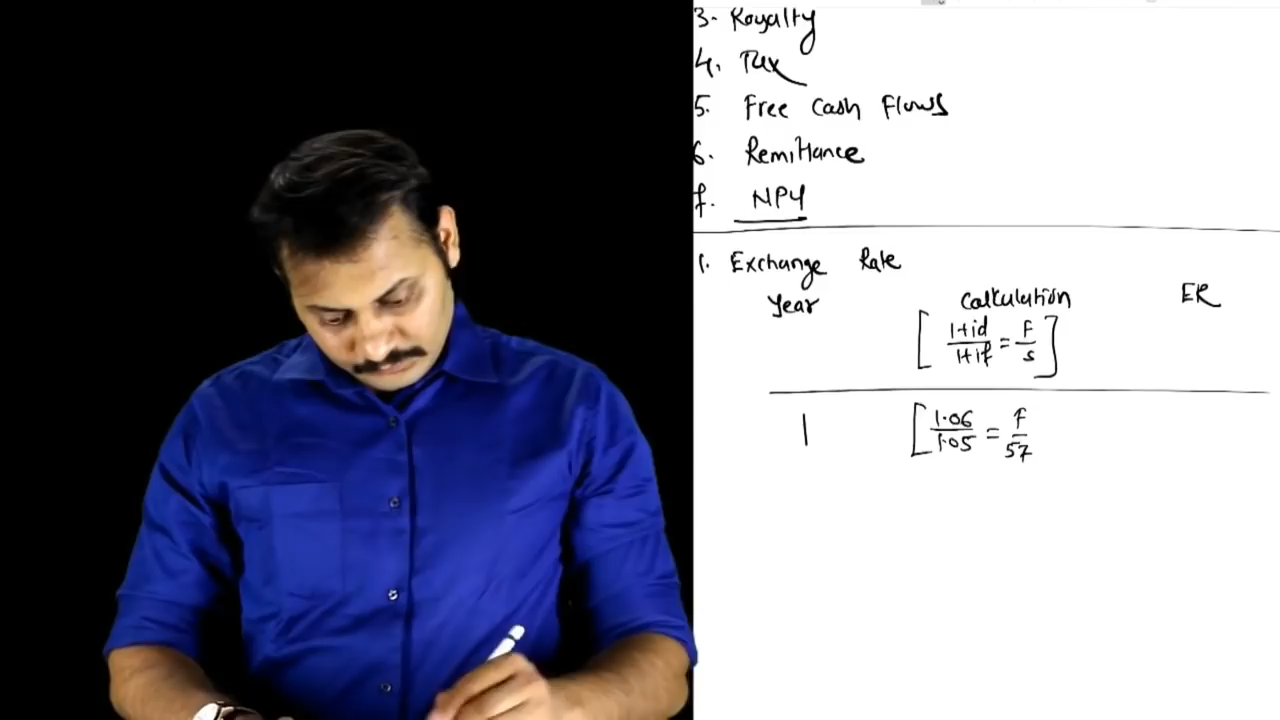 3. Royalty
4. Tax
5. Free Cash Flows
6. Remittance
7. NPV
1. Exchange Rate
Year Calculation ER
[ 1+id / 1+if = F / S ]
1 [ 1.06 / 1.05 = F / 57